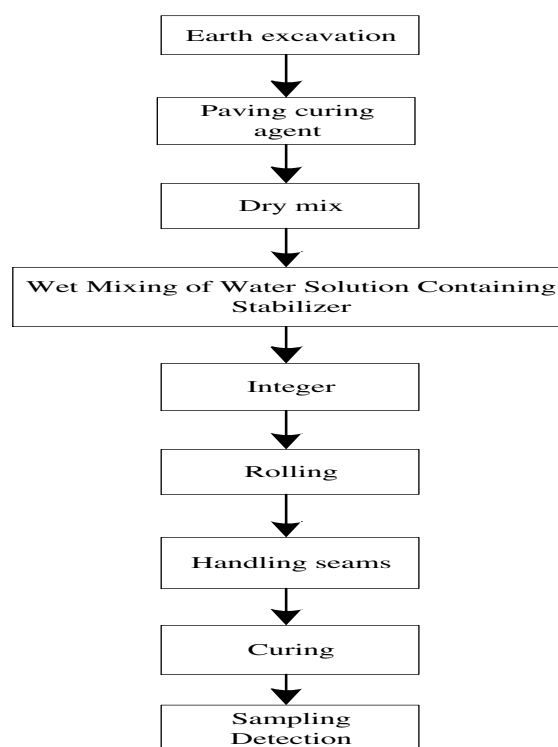 Earth excavation
Paving curing
agent
Dry mix
Wet Mixing of Water Solution Containing
Stabilizer
Integer
Rolling
Handling seams
Curing
Sampling
Detection